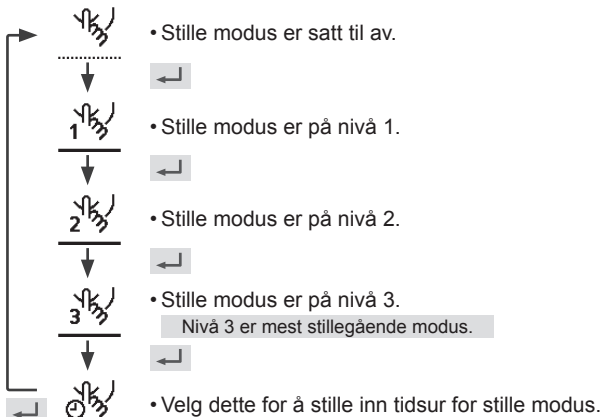 • Stille modus er satt til av.
1
• Stille modus er på nivå 1.
2
• Stille modus er på nivå 2.
3
• Stille modus er på nivå 3.
Nivå 3 er mest stillegående modus.
• Velg dette for å stille inn tidsur for stille modus.